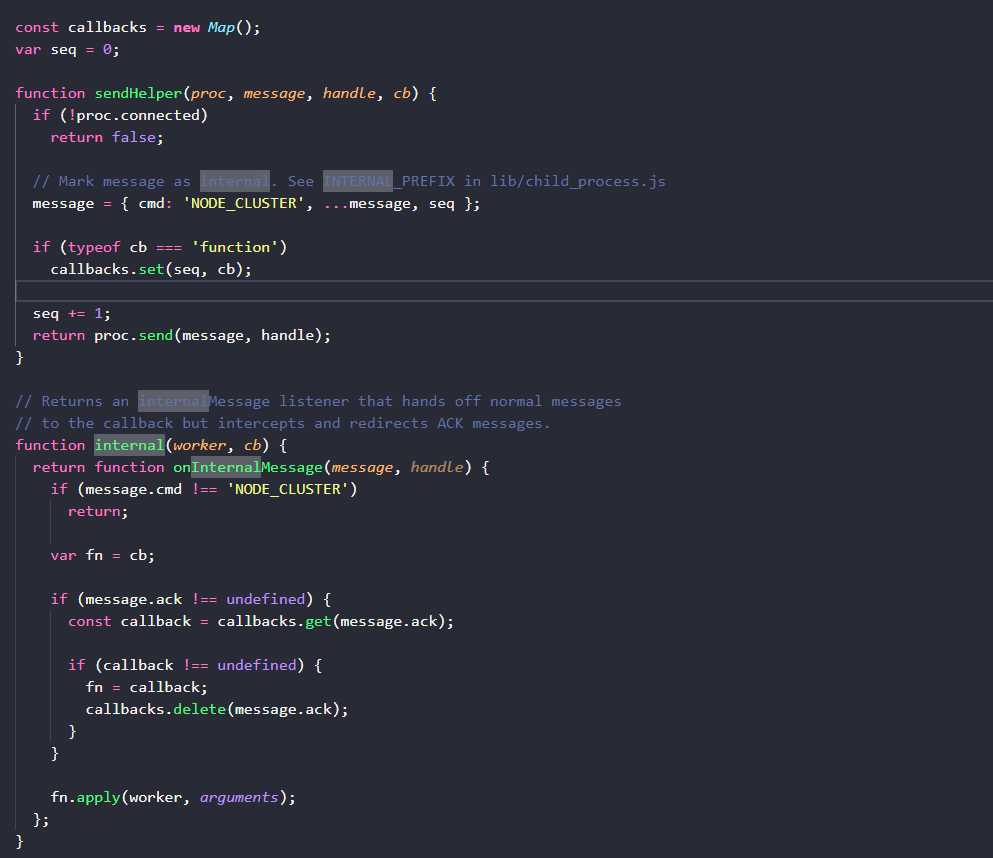 const callbacks = new Map();
var seq = 0;

function sendHelper(proc, message, handle, cb) {
  if (!proc.connected)
    return false;

  // Mark message as internal. See INTERNAL_PREFIX in lib/child_process.js
  message = { cmd: 'NODE_CLUSTER', ...message, seq };

  if (typeof cb === 'function')
    callbacks.set(seq, cb);

  seq += 1;
  return proc.send(message, handle);
}

// Returns an internalMessage listener that hands off normal messages
// to the callback but intercepts and redirects ACK messages.
function internal(worker, cb) {
  return function onInternalMessage(message, handle) {
    if (message.cmd !== 'NODE_CLUSTER')
      return;

    var fn = cb;

    if (message.ack !== undefined) {
      const callback = callbacks.get(message.ack);

      if (callback !== undefined) {
        fn = callback;
        callbacks.delete(message.ack);
      }
    }

    fn.apply(worker, arguments);
  };
}